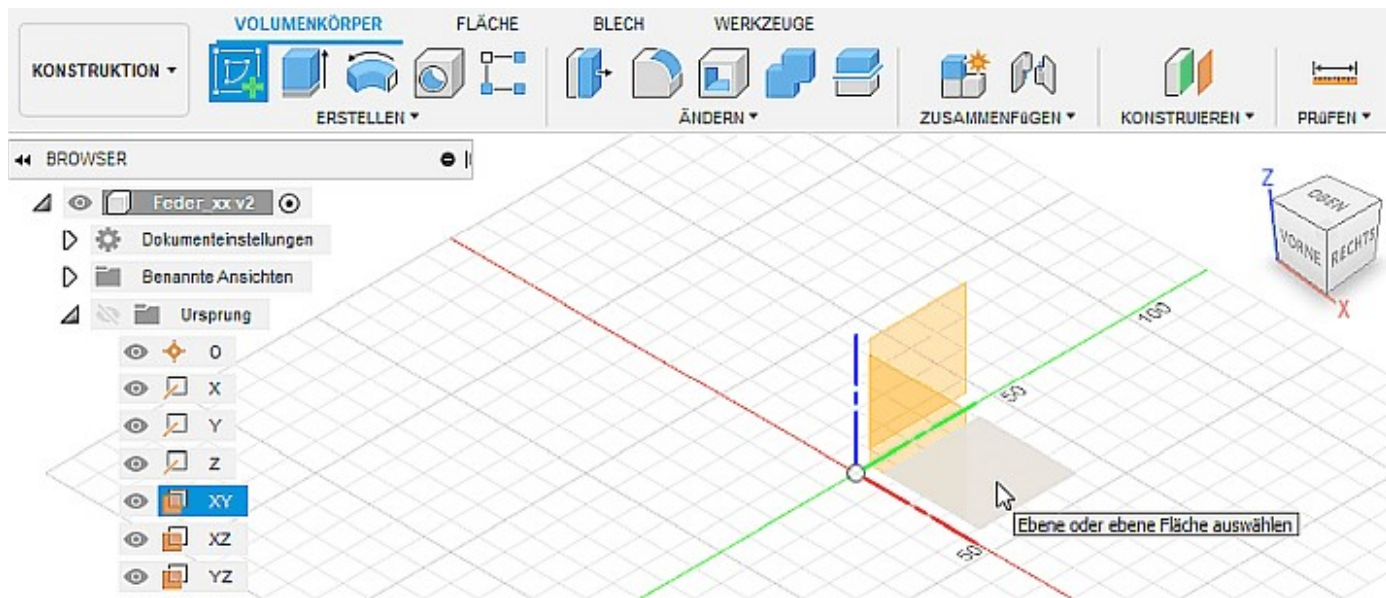 VOLUMENKÖRPER FLÄCHE BLECH WERKZEUGE
KONSTRUKTION
ERSTELLEN ÄNDERN ZUSAMMENFüGEN KONSTRUIEREN PRüFEN
BROWSER
Feder_xx v2
Dokumenteinstellungen
Benannte Ansichten
Ursprung
O
X
Y
Z
XY
XZ
YZ
Z
OBEN
VORNE RECHTS
X
100
50
Ebene oder ebene Fläche auswählen
50